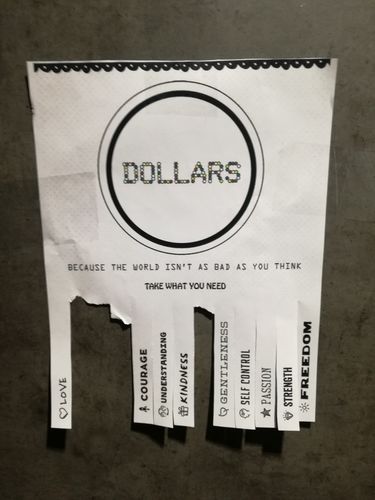 DOLLARS
BECAUSE THE WORLD ISN'T AS BAD AS YOU THINK
TAKE WHAT YOU NEED
LOVE
COURAGE
UNDERSTANDING
KINDNESS
GENTLENESS
SELF CONTROL
PASSION
STRENGTH
FREEDOM